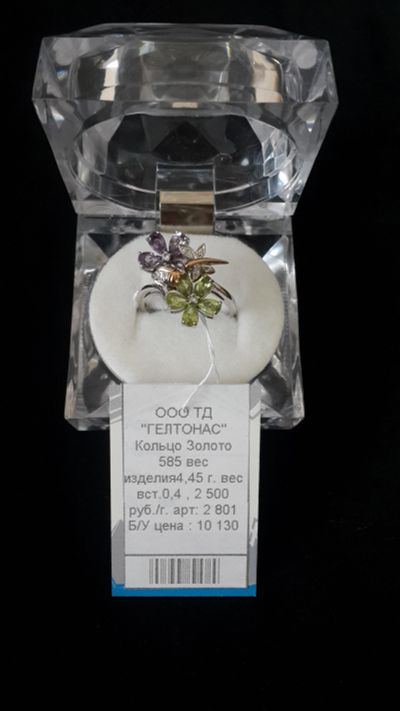 ООО ТД
"ГЕЛТОНАС"
Кольцо Золото
585 вес
изделия4,45 г. вес
вст.0,4 , 2 500
руб./г. арт: 2 801
Б/У цена : 10 130